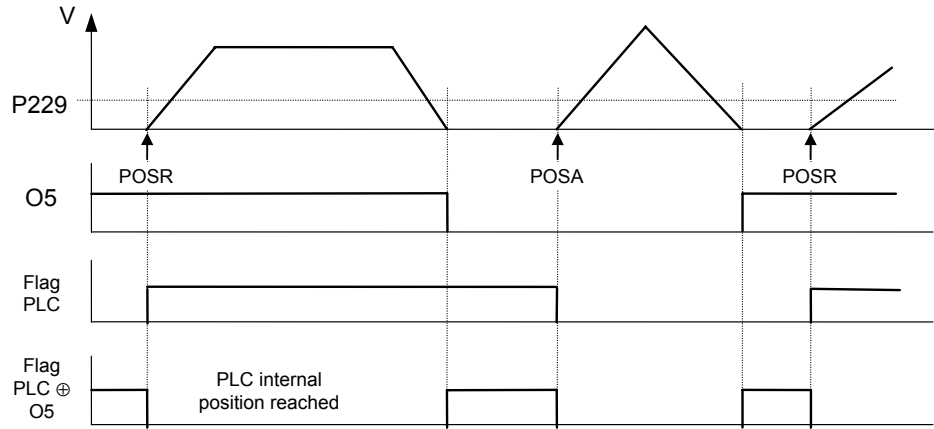 V
P229
POSR
POSA
POSR
O5
Flag
PLC
Flag
PLC ⊕
O5
PLC internal
position reached